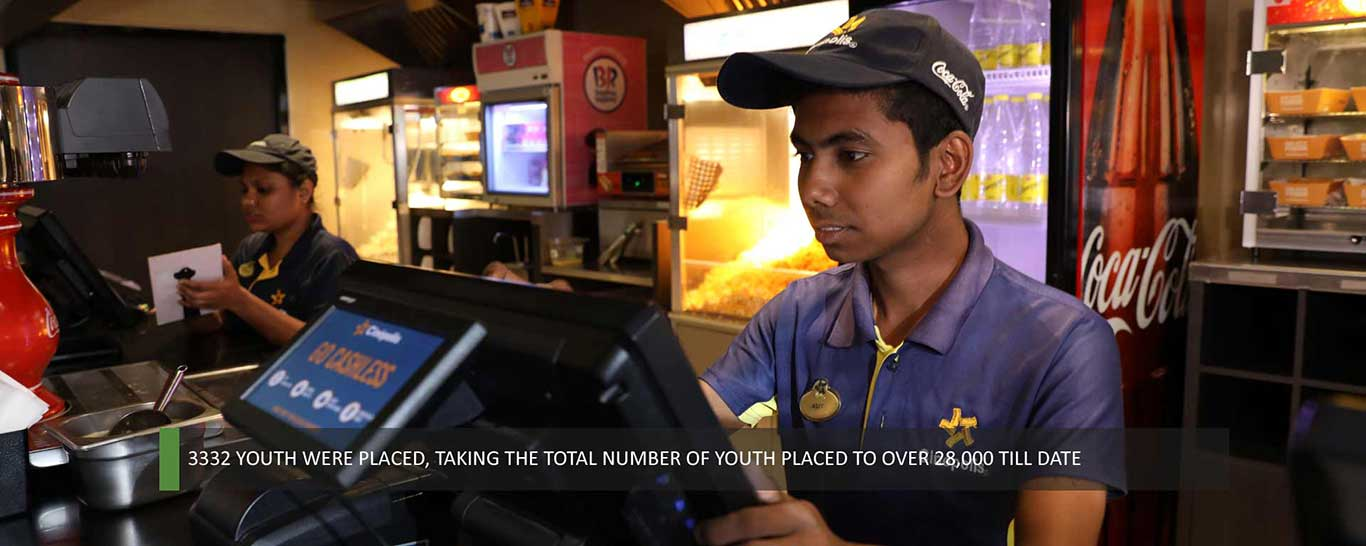 Coca-Cola
BR
Cinépolis
GO CASHLESS
Coca-Cola
3332 YOUTH WERE PLACED, TAKING THE TOTAL NUMBER OF YOUTH PLACED TO OVER 28,000 TILL DATE